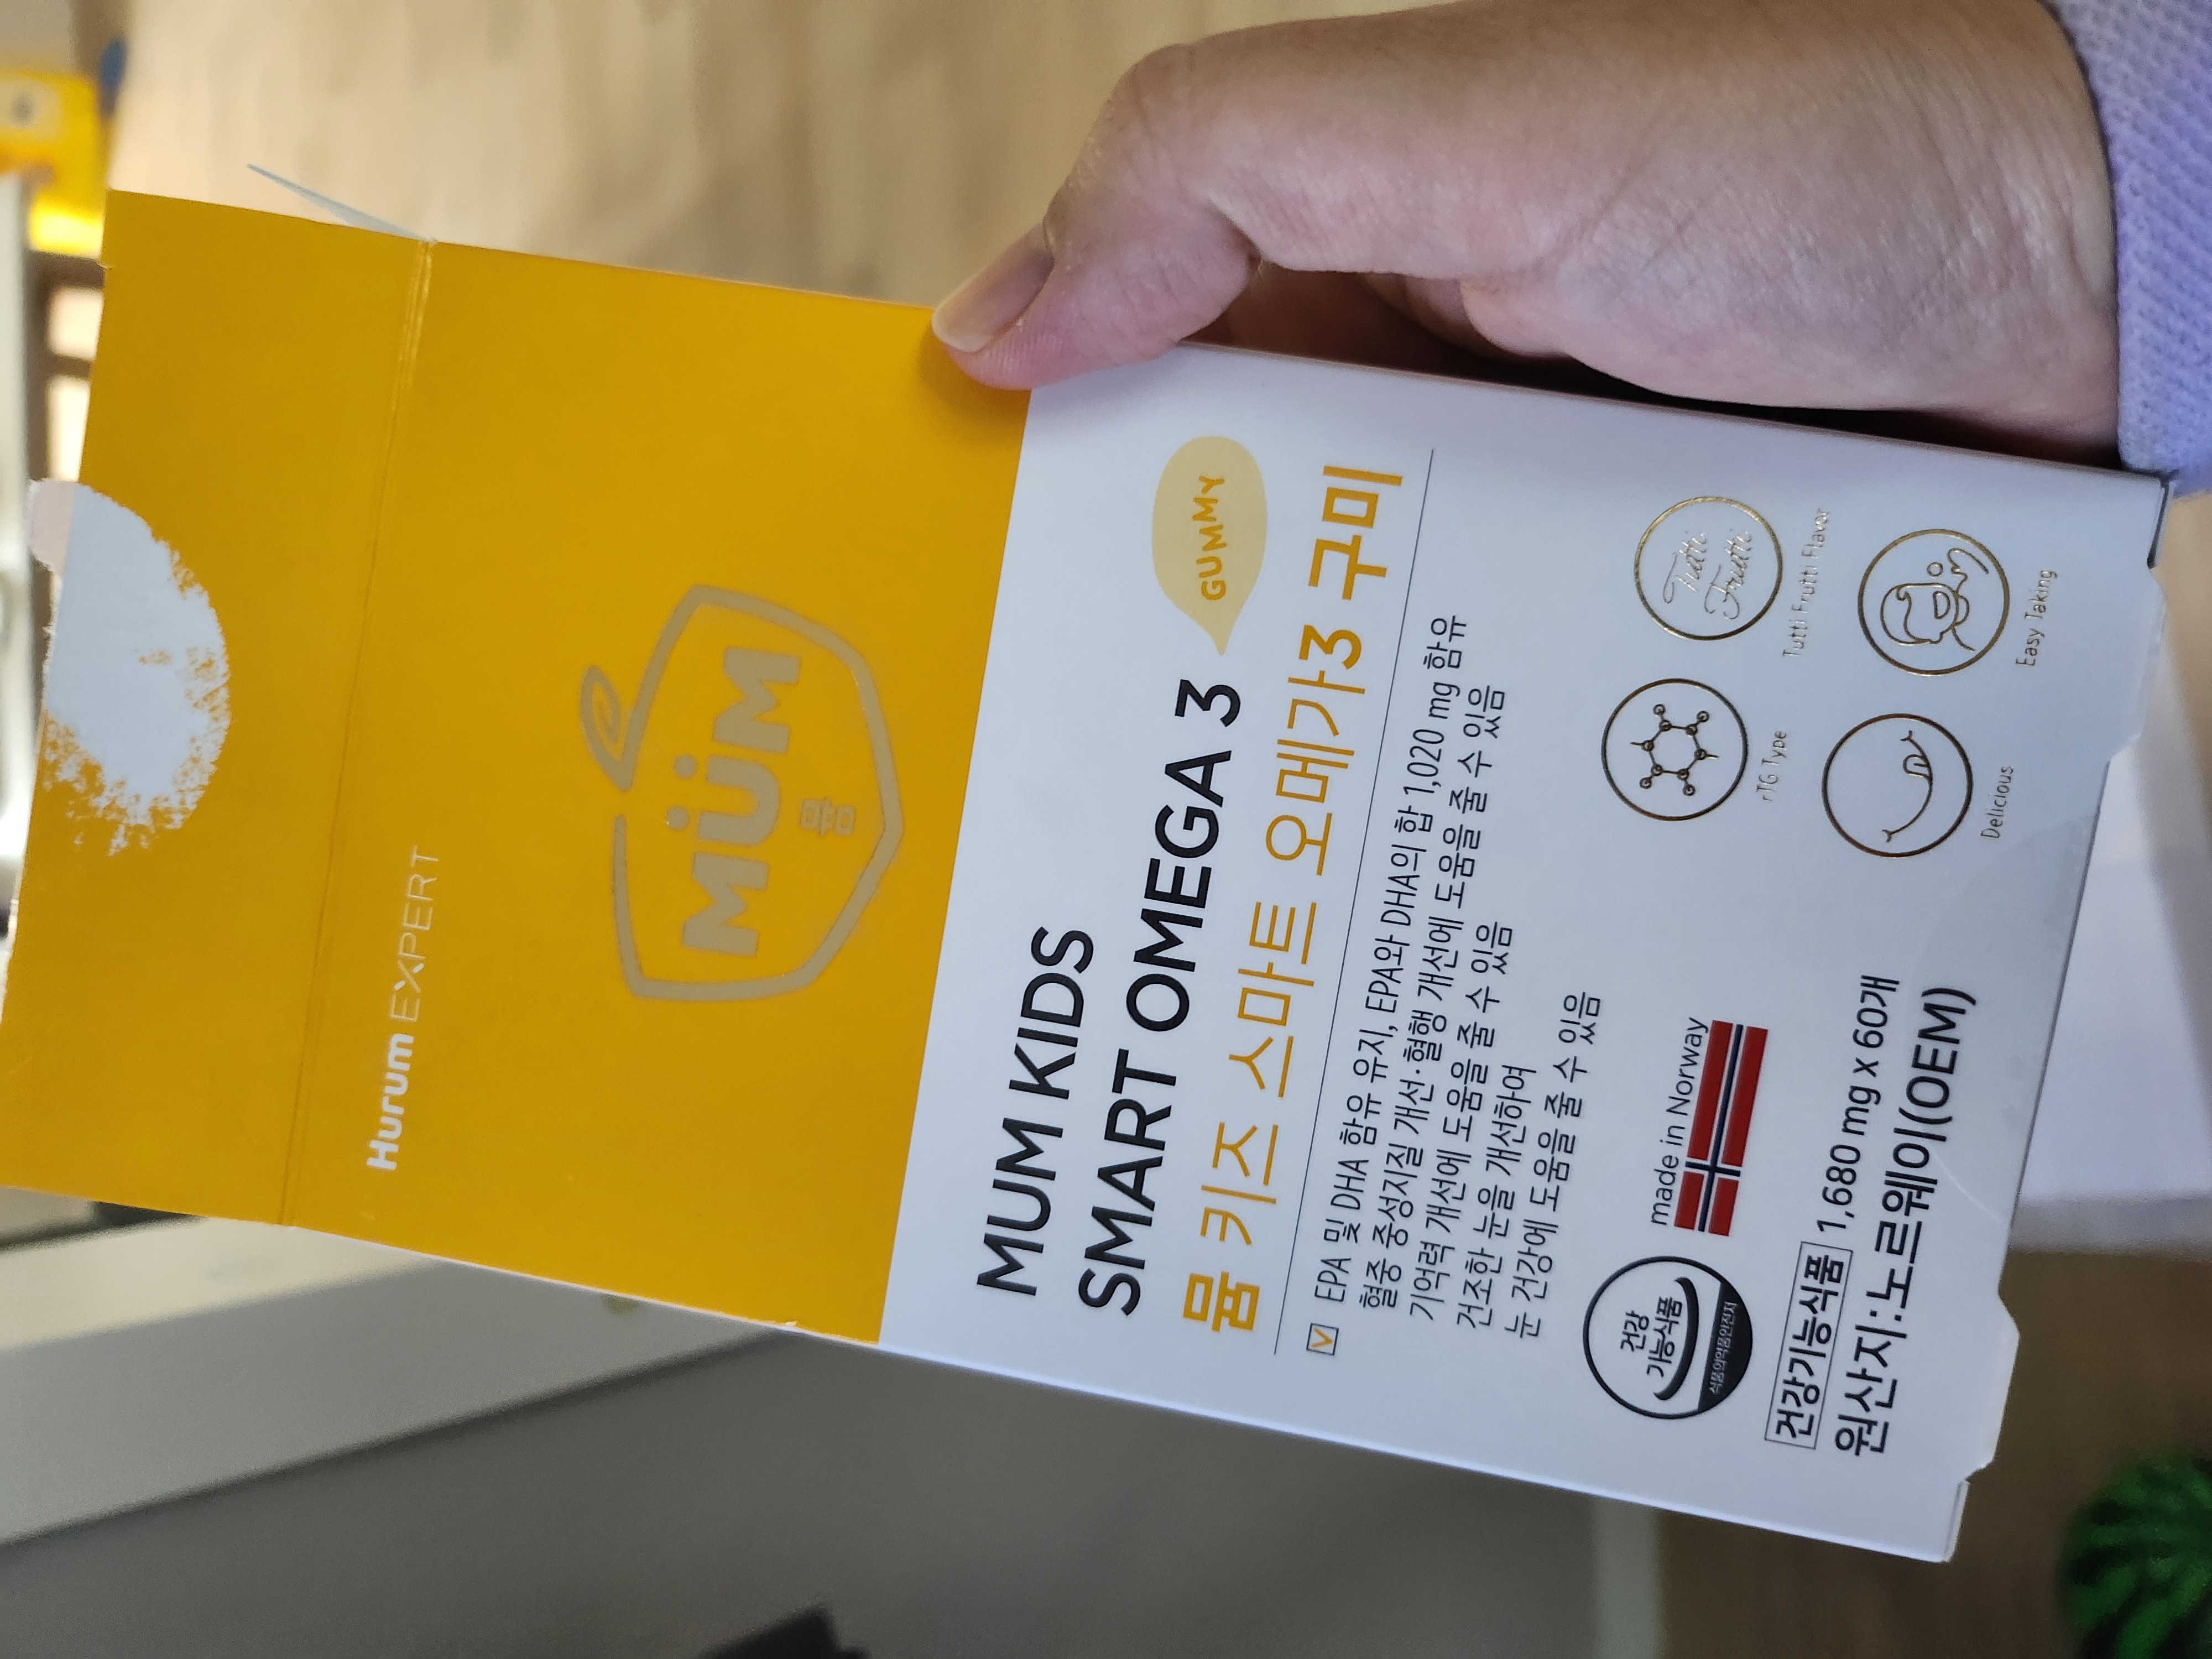 Hurum EXPERT
MÜM
뭄
MUM KIDS
SMART OMEGA 3
GUMMY
뭄 키즈 스마트 오메가3 구미
EPA 및 DHA 함유 유지, EPA와 DHA의 합 1,020 mg 함유
혈중 중성지질 개선·혈행 개선에 도움을 줄 수 있음
기억력 개선에 도움을 줄 수 있음
건조한 눈을 개선하여
눈 건강에 도움을 줄 수 있음
건강
기능식품
식품의약품안전처
made in Norway
rTG Type
Tutti
Frutti
Tutti Frutti Flavor
Delicious
Easy Taking
건강기능식품 1,680 mg x 60개
원산지:노르웨이(OEM)